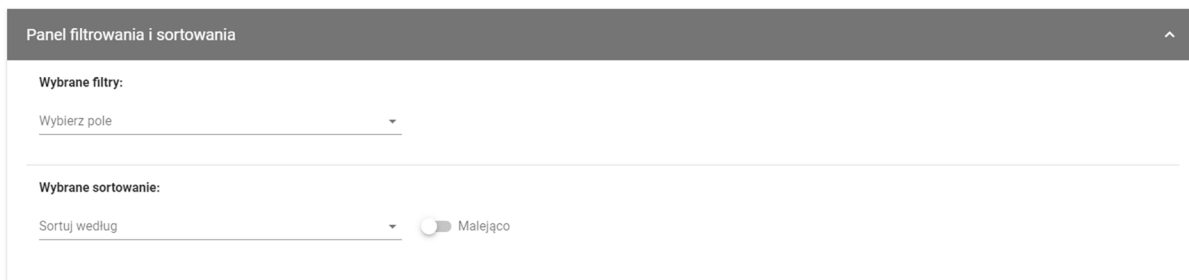 Panel filtrowania i sortowania
Wybrane filtry:
Wybierz pole
Wybrane sortowanie:
Sortuj według
Malejąco